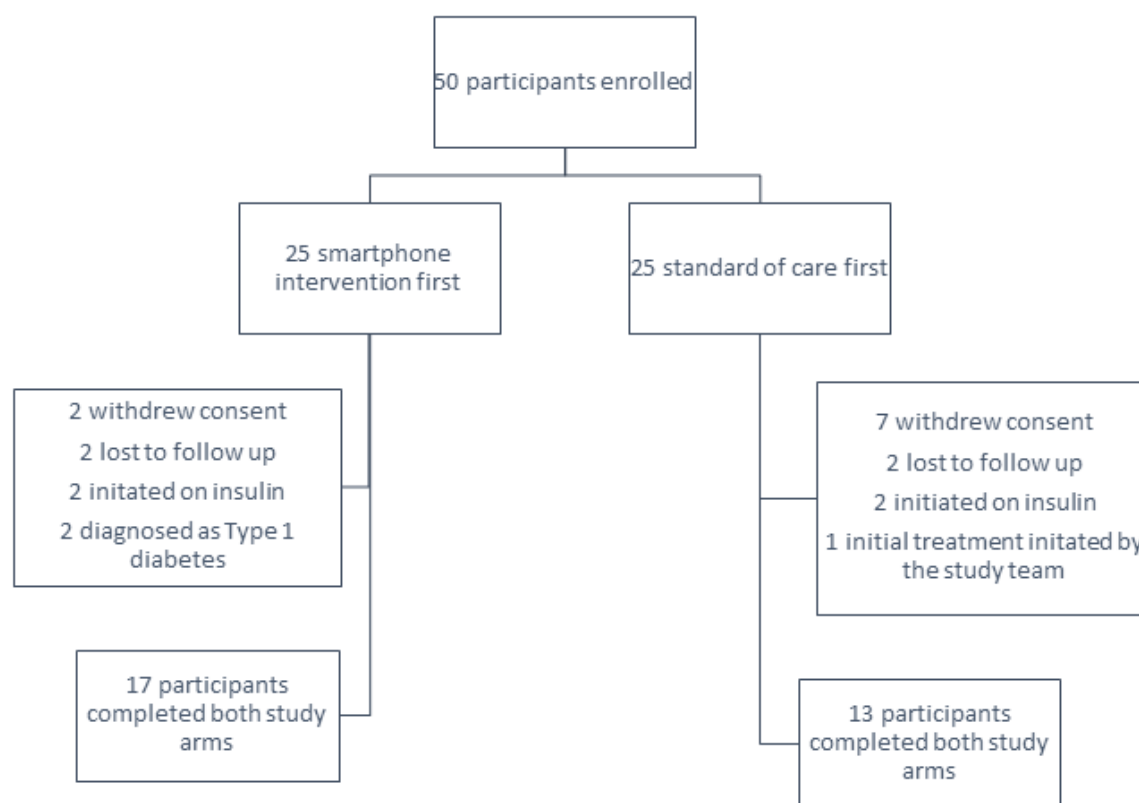 50 participants enrolled
25 smartphone
intervention first
25 standard of care first
2 withdrew consent
2 lost to follow up
2 initated on insulin
2 diagnosed as Type 1
diabetes
7 withdrew consent
2 lost to follow up
2 initiated on insulin
1 initial treatment initated by
the study team
17 participants
completed both study
arms
13 participants
completed both study
arms